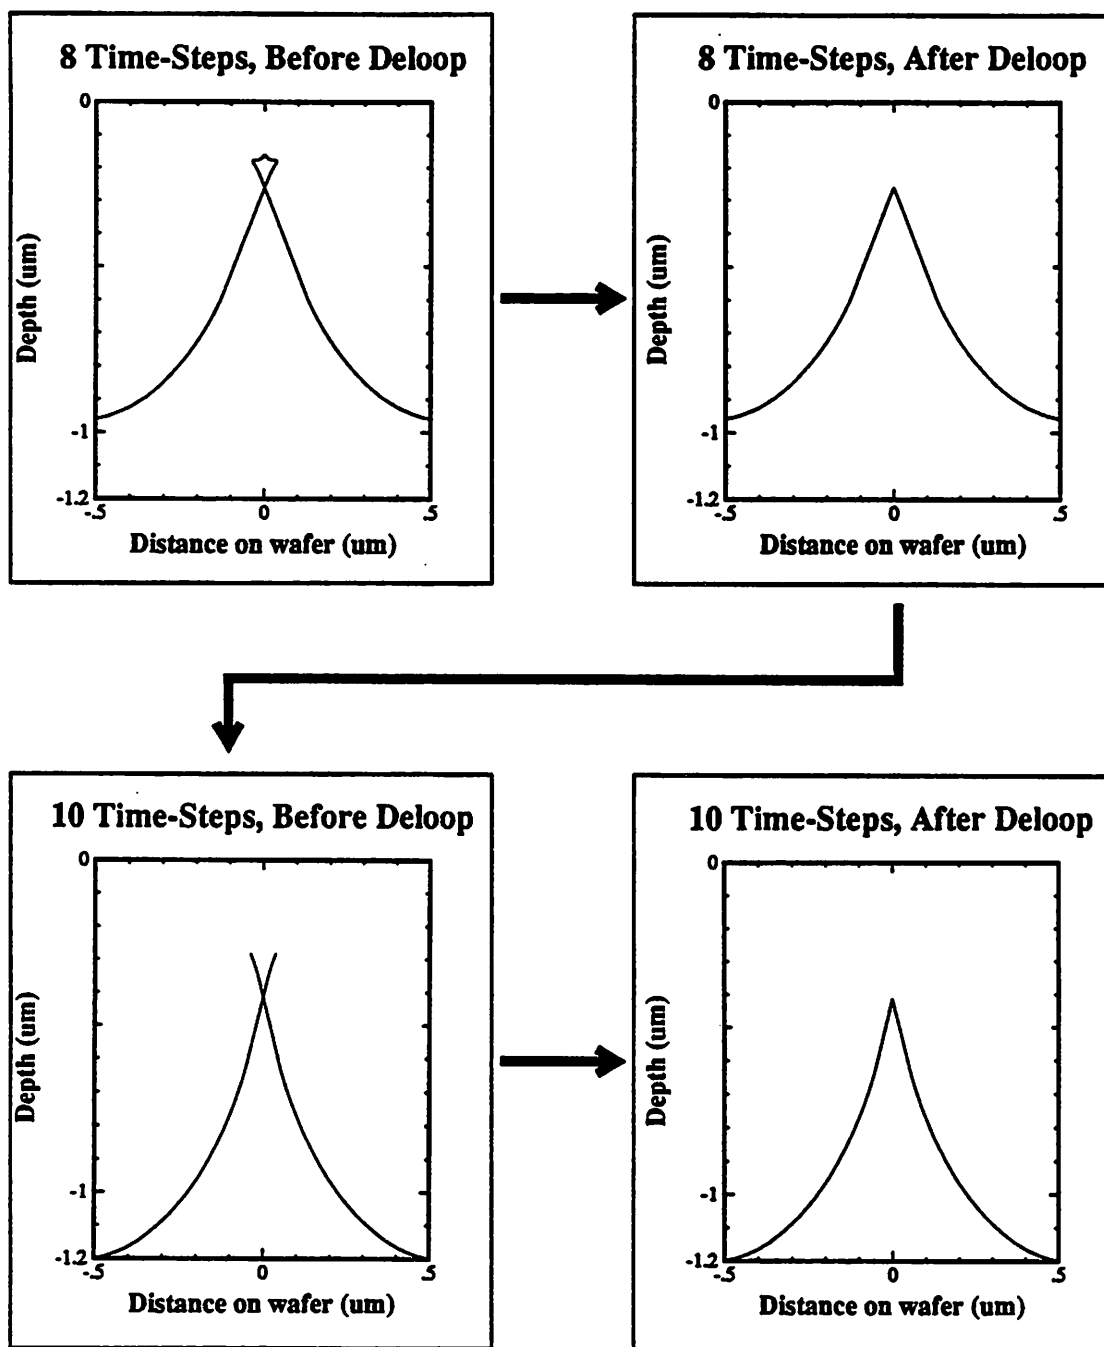 8 Time-Steps, Before Deloop
0
Depth (um)
-1
-1.2
-.5
0
.5
Distance on wafer (um)
8 Time-Steps, After Deloop
0
Depth (um)
-1
-1.2
-.5
0
.5
Distance on wafer (um)
10 Time-Steps, Before Deloop
0
Depth (um)
-1
-1.2
-.5
0
.5
Distance on wafer (um)
10 Time-Steps, After Deloop
0
Depth (um)
-1
-1.2
-.5
0
.5
Distance on wafer (um)